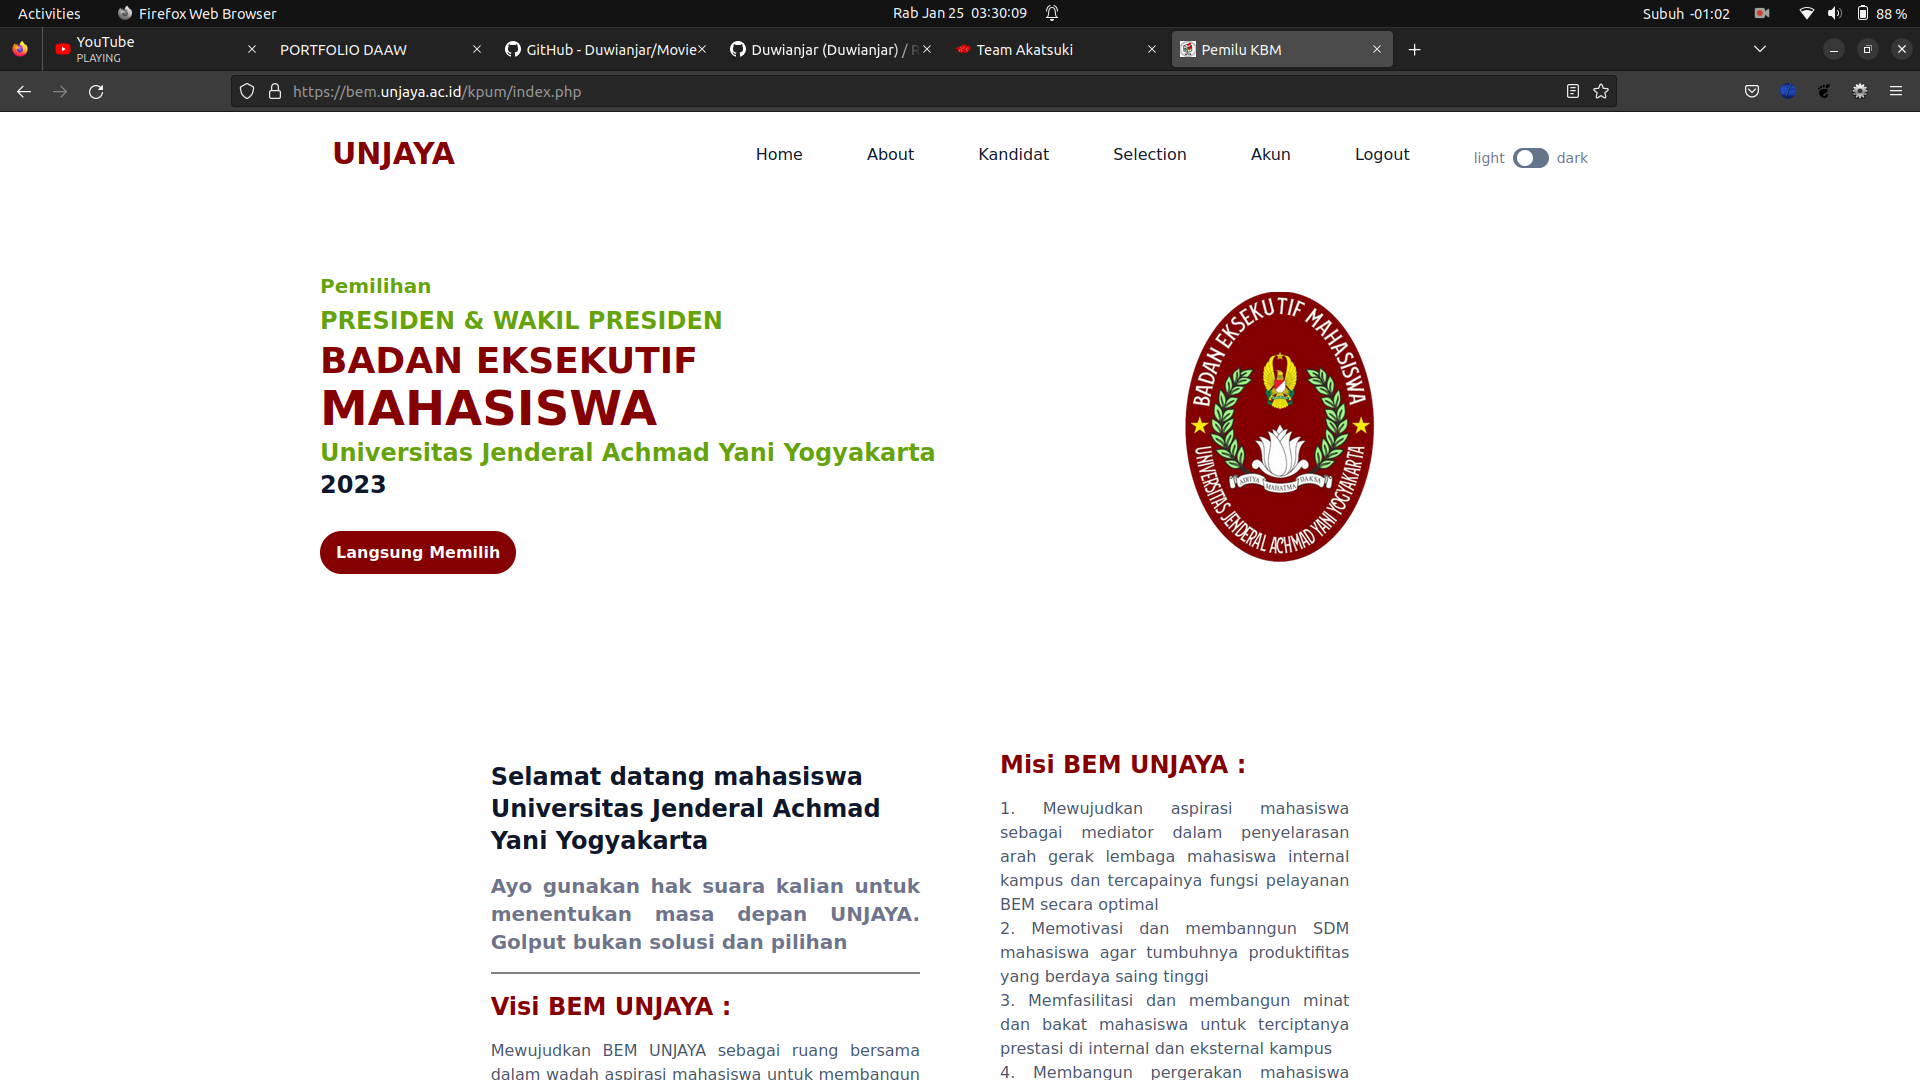 Activities
Firefox Web Browser
Rab Jan 25 03:30:09
Subuh -01:02
88 %
YouTube
PLAYING
PORTFOLIO DAAW
GitHub - Duwianjar/Movie
Duwianjar (Duwianjar) / R
Team Akatsuki
Pemilu KBM
https://bem.unjaya.ac.id/kpum/index.php
UNJAYA
Home
About
Kandidat
Selection
Akun
Logout
light
dark
Pemilihan
PRESIDEN & WAKIL PRESIDEN
BADAN EKSEKUTIF
MAHASISWA
Universitas Jenderal Achmad Yani Yogyakarta
2023
Langsung Memilih
BADAN EKSEKUTIF MAHASISWA
ADITYA MAHATMA DAKSA
UNIVERSITAS JENDERAL ACHMAD YANI YOGYAKARTA
Selamat datang mahasiswa
Universitas Jenderal Achmad
Yani Yogyakarta
Ayo gunakan hak suara kalian untuk
menentukan masa depan UNJAYA.
Golput bukan solusi dan pilihan
Visi BEM UNJAYA :
Mewujudkan BEM UNJAYA sebagai ruang bersama
dalam wadah aspirasi mahasiswa untuk membangun
Misi BEM UNJAYA :
1. Mewujudkan aspirasi mahasiswa
sebagai mediator dalam penyelarasan
arah gerak lembaga mahasiswa internal
kampus dan tercapainya fungsi pelayanan
BEM secara optimal
2. Memotivasi dan membanngun SDM
mahasiswa agar tumbuhnya produktifitas
yang berdaya saing tinggi
3. Memfasilitasi dan membangun minat
dan bakat mahasiswa untuk terciptanya
prestasi di internal dan eksternal kampus
4. Membangun pergerakan mahasiswa